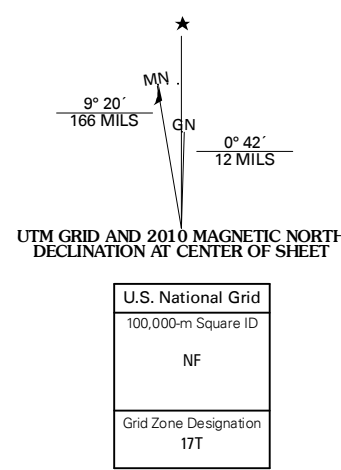 ★
MN
9° 20´
166 MILS
GN
0° 42´
12 MILS
UTM GRID AND 2010 MAGNETIC NORTH
DECLINATION AT CENTER OF SHEET
U.S. National Grid
100,000-m Square ID
NF
Grid Zone Designation
17T